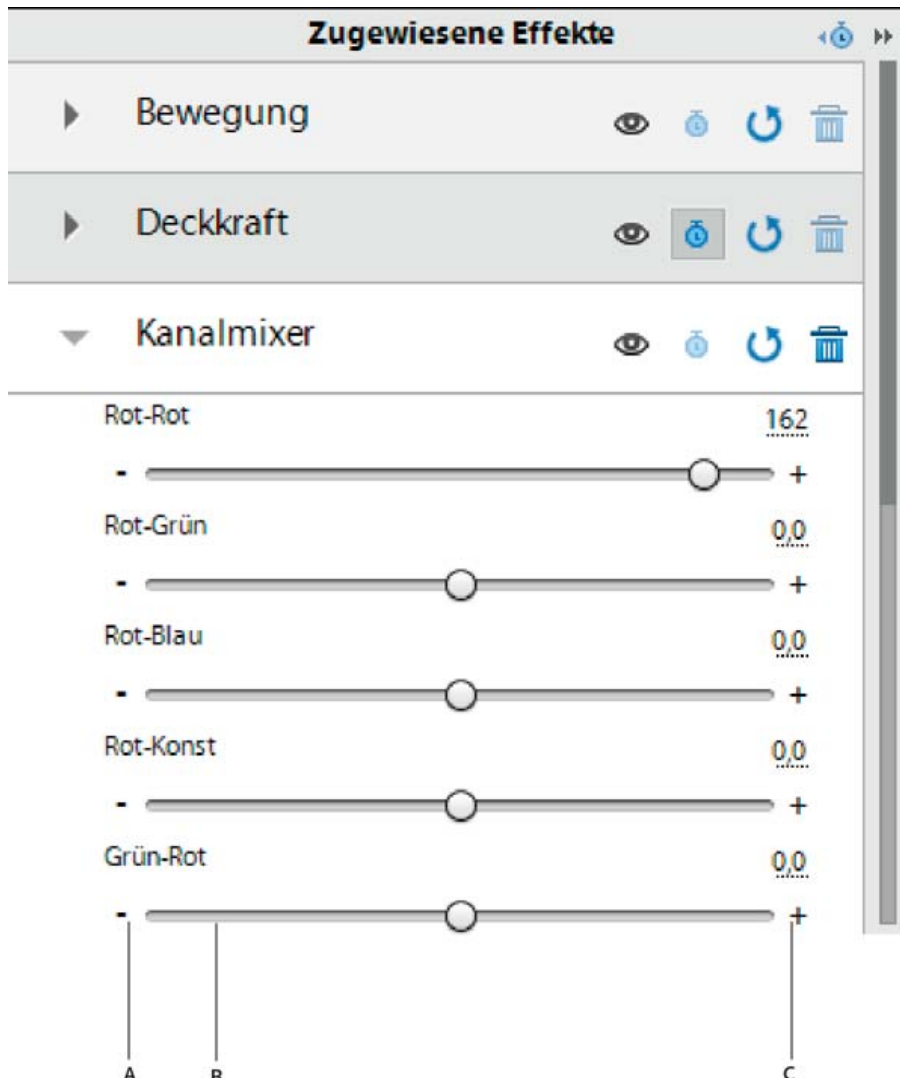 Zugewiesene Effekte
Bewegung
Deckkraft
Kanalmixer
Rot-Rot 162
- +
Rot-Grün 0,0
- +
Rot-Blau 0,0
- +
Rot-Konst 0,0
- +
Grün-Rot 0,0
- +
A B C